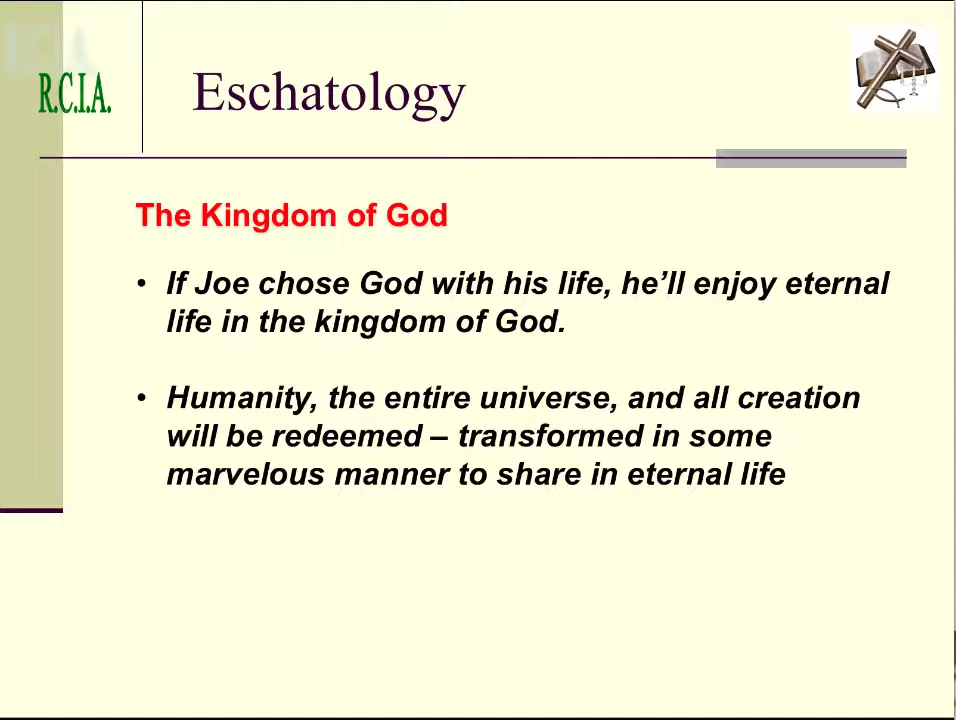 R.C.I.A.
Eschatology
The Kingdom of God
• If Joe chose God with his life, he’ll enjoy eternal
life in the kingdom of God.
• Humanity, the entire universe, and all creation
will be redeemed – transformed in some
marvelous manner to share in eternal life